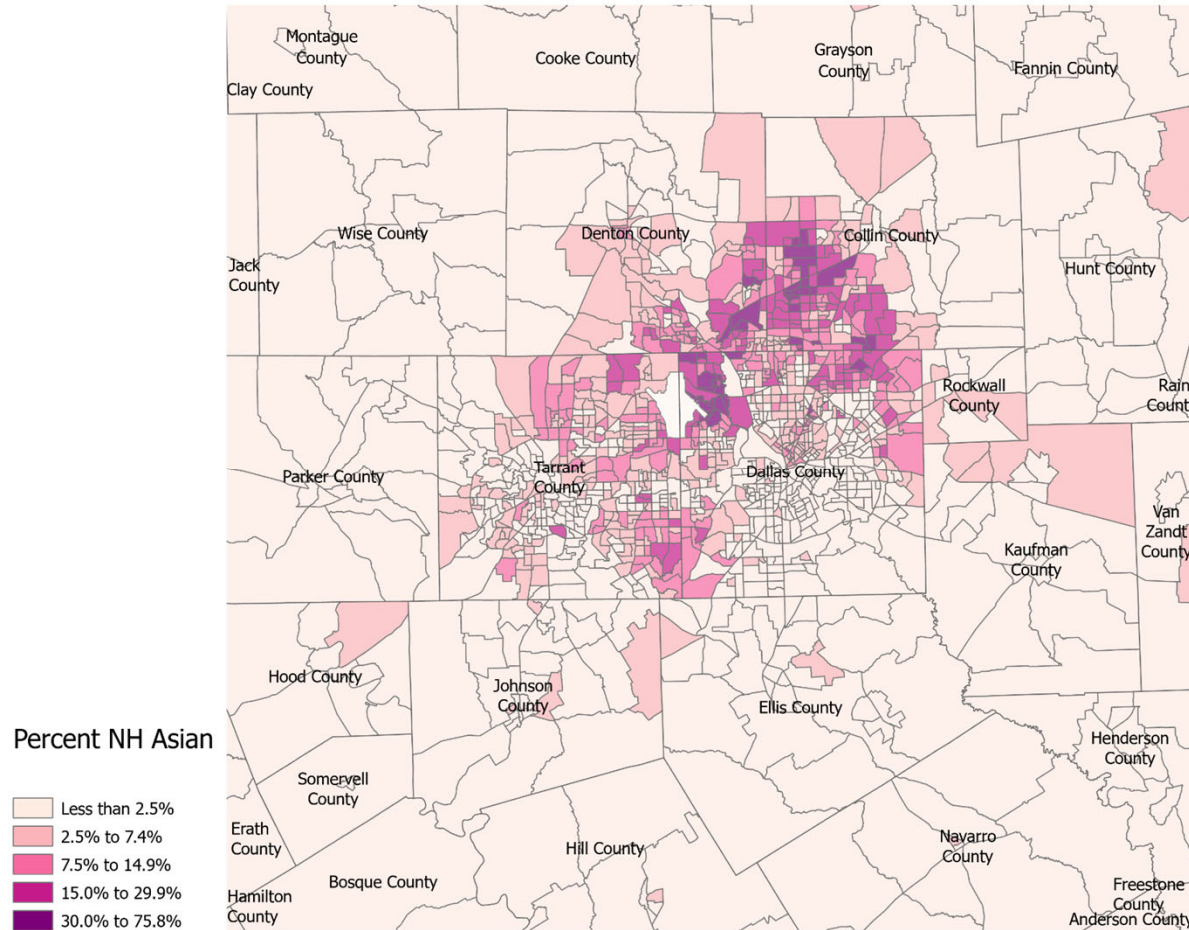 Montague
County
Cooke County
Grayson
County
Fannin County
Clay County
Wise County
Denton County
Collin County
Jack
County
Hunt County
Rockwall
County
Rain
Count
Parker County
Tarrant
County
Dallas County
Van
Zandt
County
Kaufman
County
Hood County
Johnson
County
Ellis County
Henderson
County
Somervell
County
Erath
County
Hill County
Navarro
County
Bosque County
Hamilton
County
Freestone
County
Anderson County
Percent NH Asian
Less than 2.5%
2.5% to 7.4%
7.5% to 14.9%
15.0% to 29.9%
30.0% to 75.8%